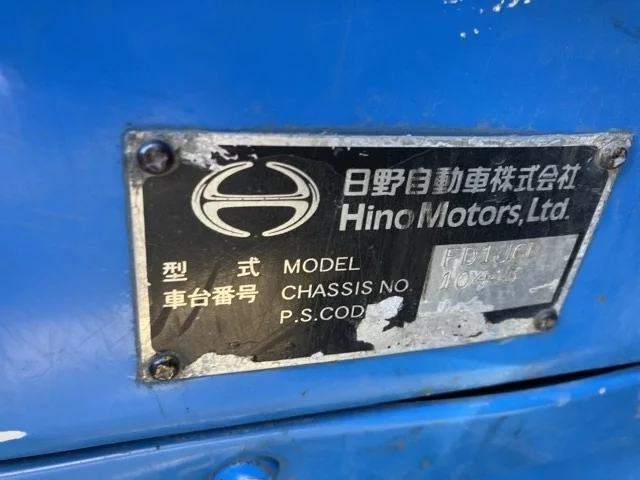 日野自動車株式会社
Hino Motors, Ltd.
型 式 MODEL
車台番号 CHASSIS NO.
P.S.COD